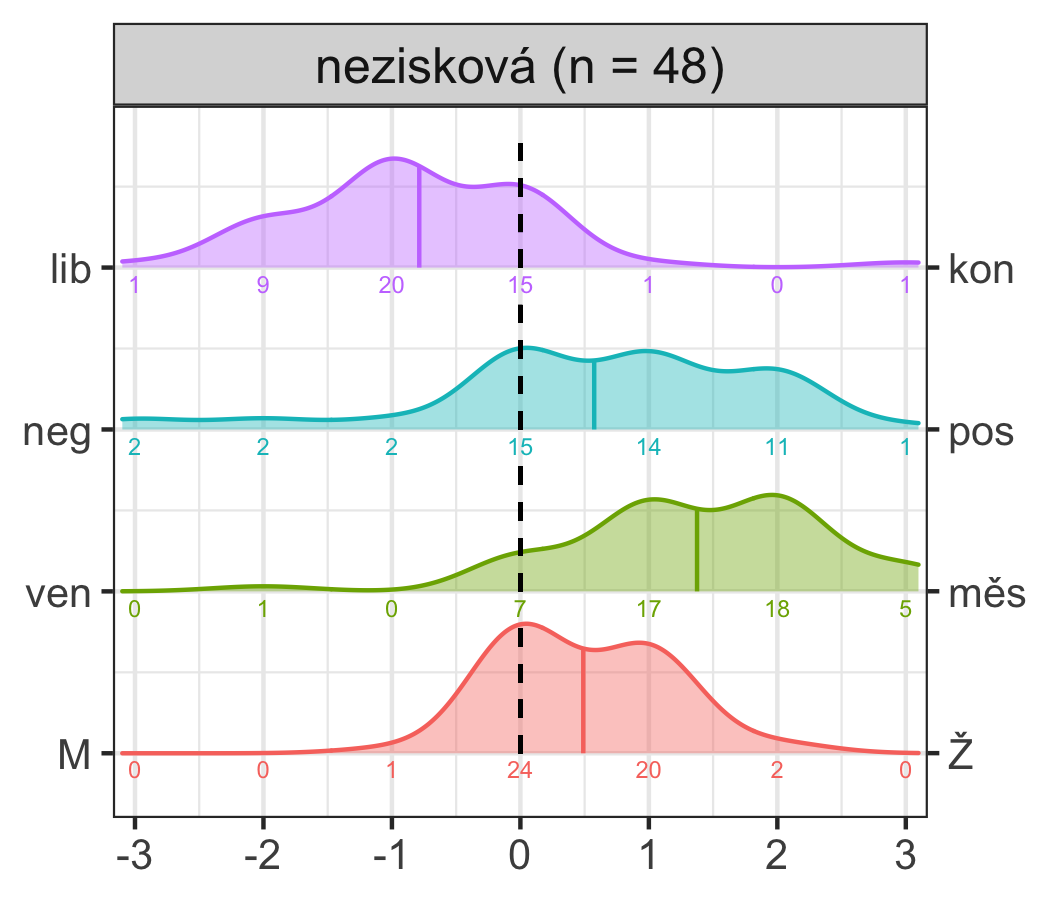 nezisková (n = 48)
lib kon
1 9 20 15 1 0 1
neg pos
2 2 2 15 14 11 1
ven měs
0 1 0 7 17 18 5
M Ž
0 0 1 24 20 2 0
-3 -2 -1 0 1 2 3